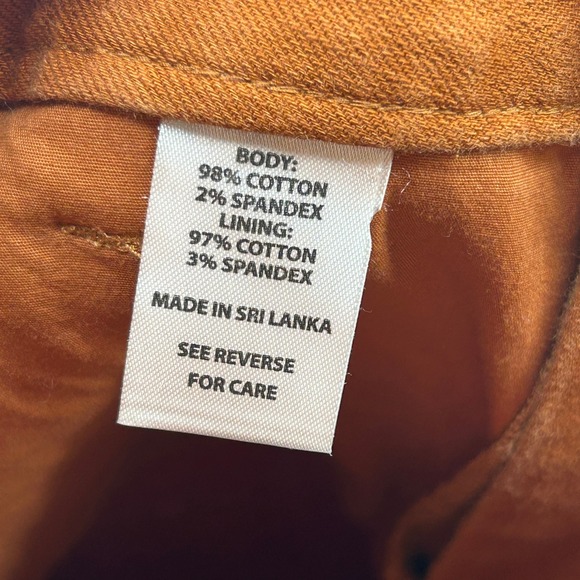 BODY:
98% COTTON
2% SPANDEX
LINING:
97% COTTON
3% SPANDEX
MADE IN SRI LANKA
SEE REVERSE
FOR CARE